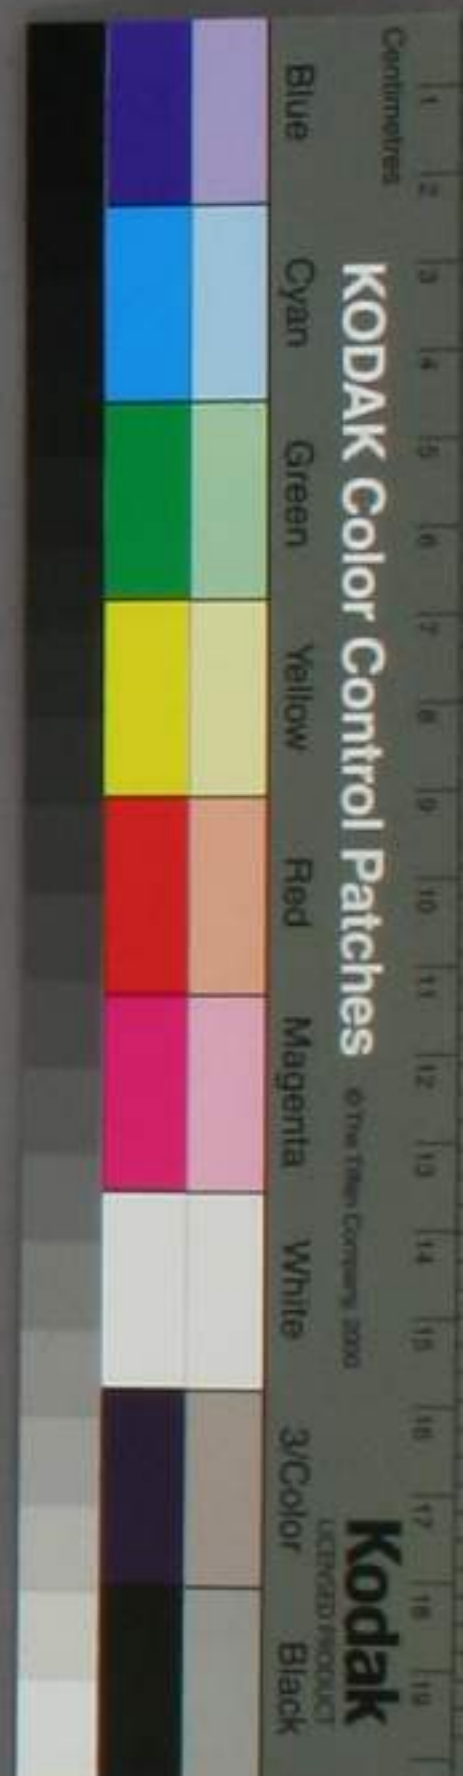 Centimetres
1 2 3 4 5 6 7 8 9 10 11 12 13 14 15 16 17 18 19
KODAK Color Control Patches © The Tiffen Company, 2000 Kodak
LICENSED PRODUCT
Blue Cyan Green Yellow Red Magenta White 3/Color Black